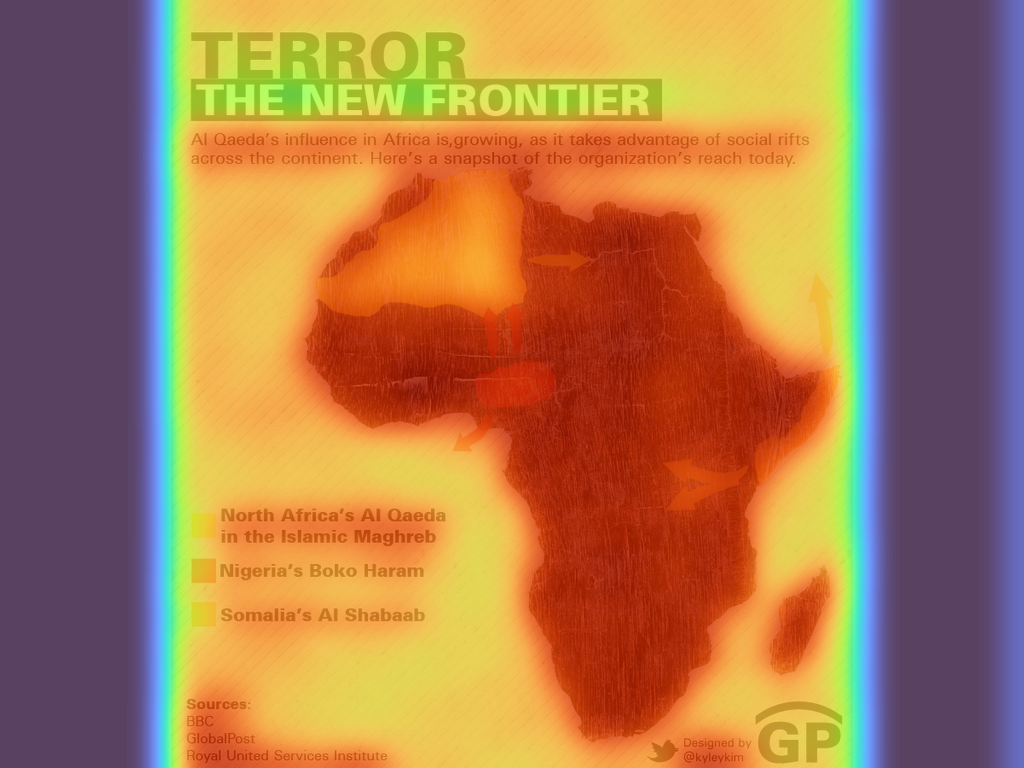 TERROR
THE NEW FRONTIER
Al Qaeda's influence in Africa is,growing, as it takes advantage of social rifts
across the continent. Here's a snapshot of the organization's reach today.
North Africa's Al Qaeda
in the Islamic Maghreb
Nigeria's Boko Haram
Somalia's Al Shabaab
Sources:
BBC
GlobalPost
Royal United Services Institute
Designed by
@kyleykim
GP